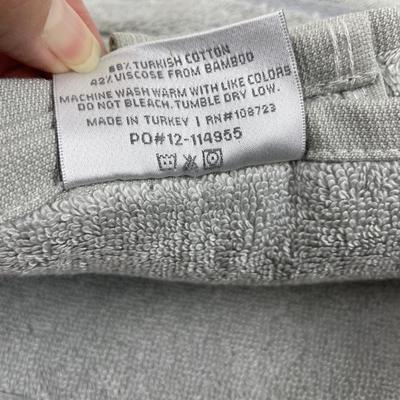 58% TURKISH COTTON
42% VISCOSE FROM BAMBOO
MACHINE WASH WARM WITH LIKE COLORS
DO NOT BLEACH. TUMBLE DRY LOW.
MADE IN TURKEY | RN#108723
PO#12-114955